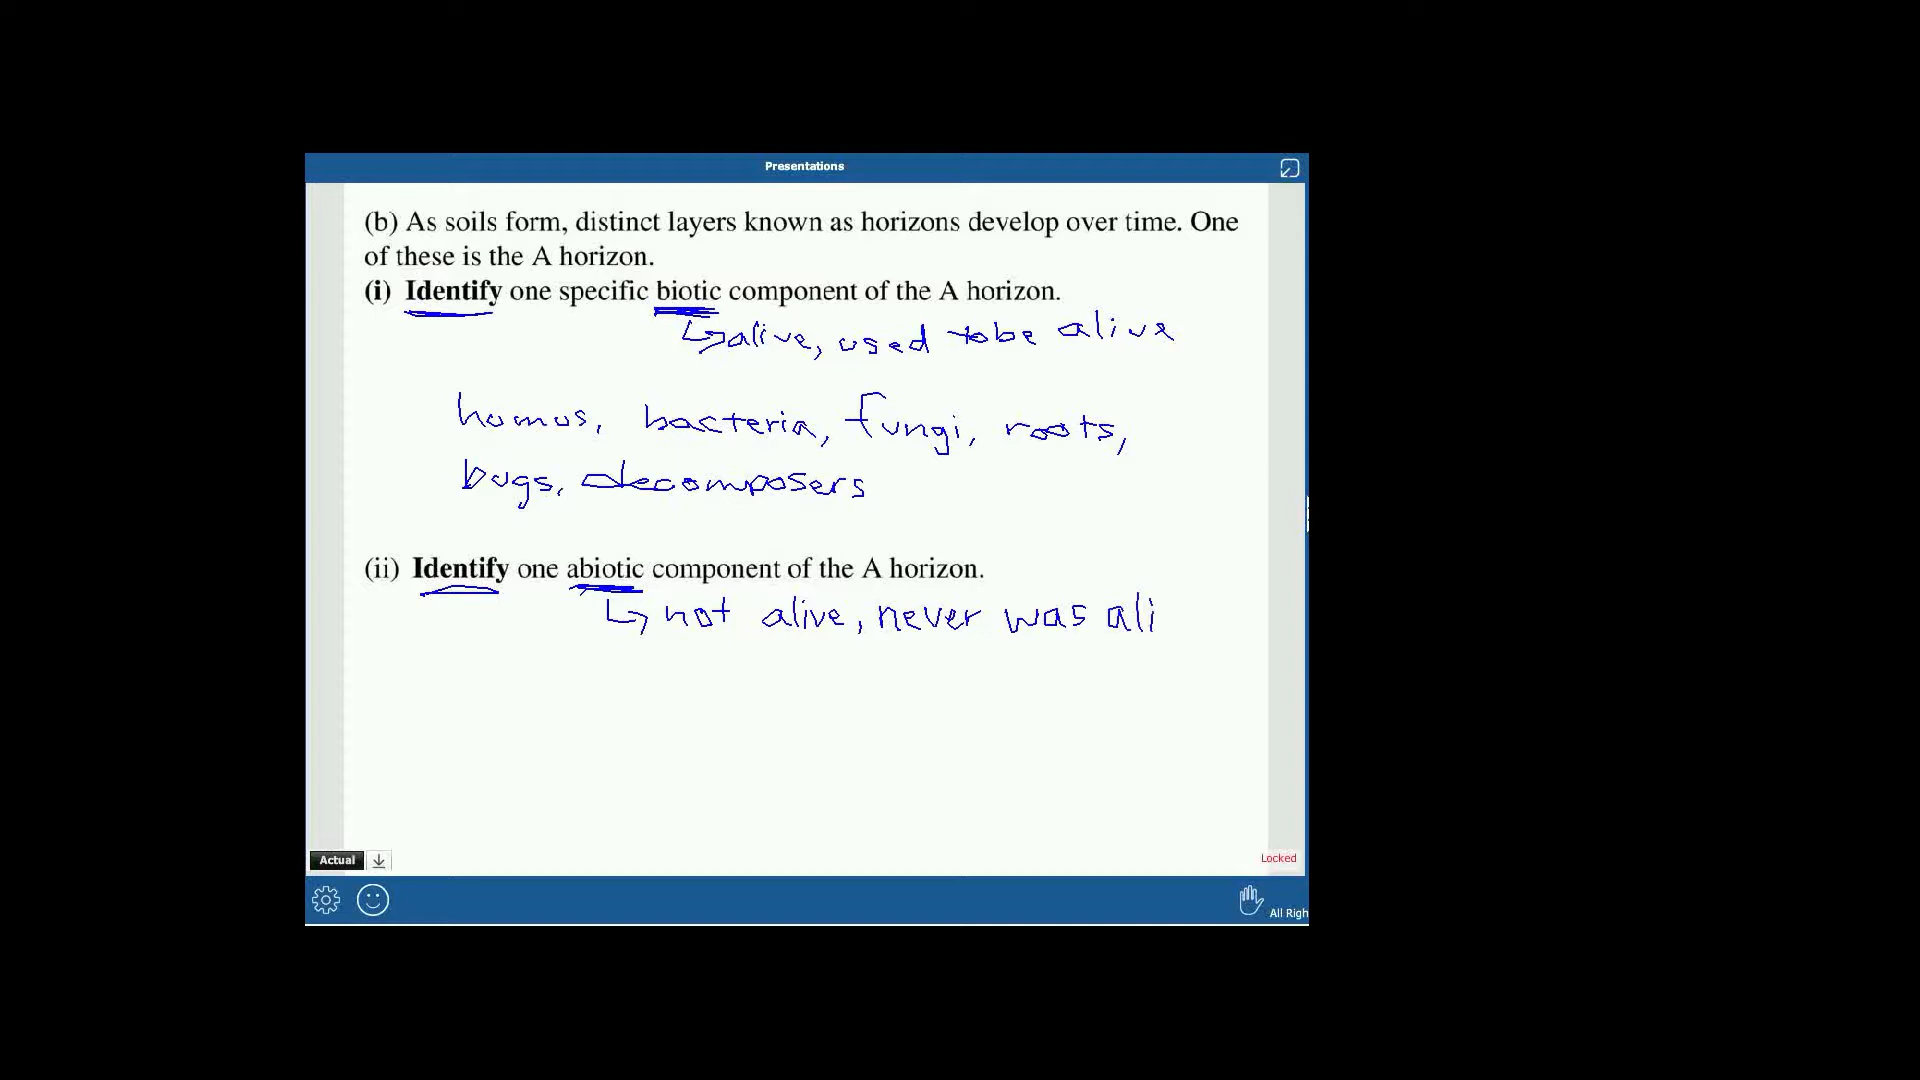 Presentations
(b) As soils form, distinct layers known as horizons develop over time. One
of these is the A horizon.
(i) Identify one specific biotic component of the A horizon.
↳alive, used to be alive
humus, bacteria, fungi, roots,
bugs, decomposers
(ii) Identify one abiotic component of the A horizon.
↳ not alive, never was ali
Actual
Locked
All Righ